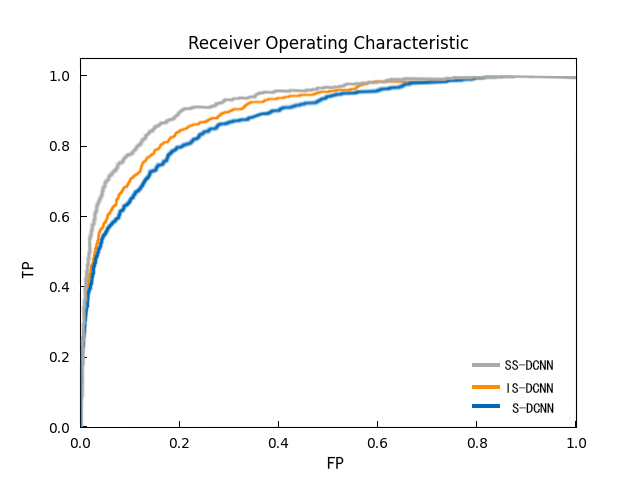 Receiver Operating Characteristic
1.0
0.8
0.6
0.4
0.2
0.0
TP
0.0 0.2 0.4 0.6 0.8 1.0
FP
SS-DCNN
IS-DCNN
S-DCNN